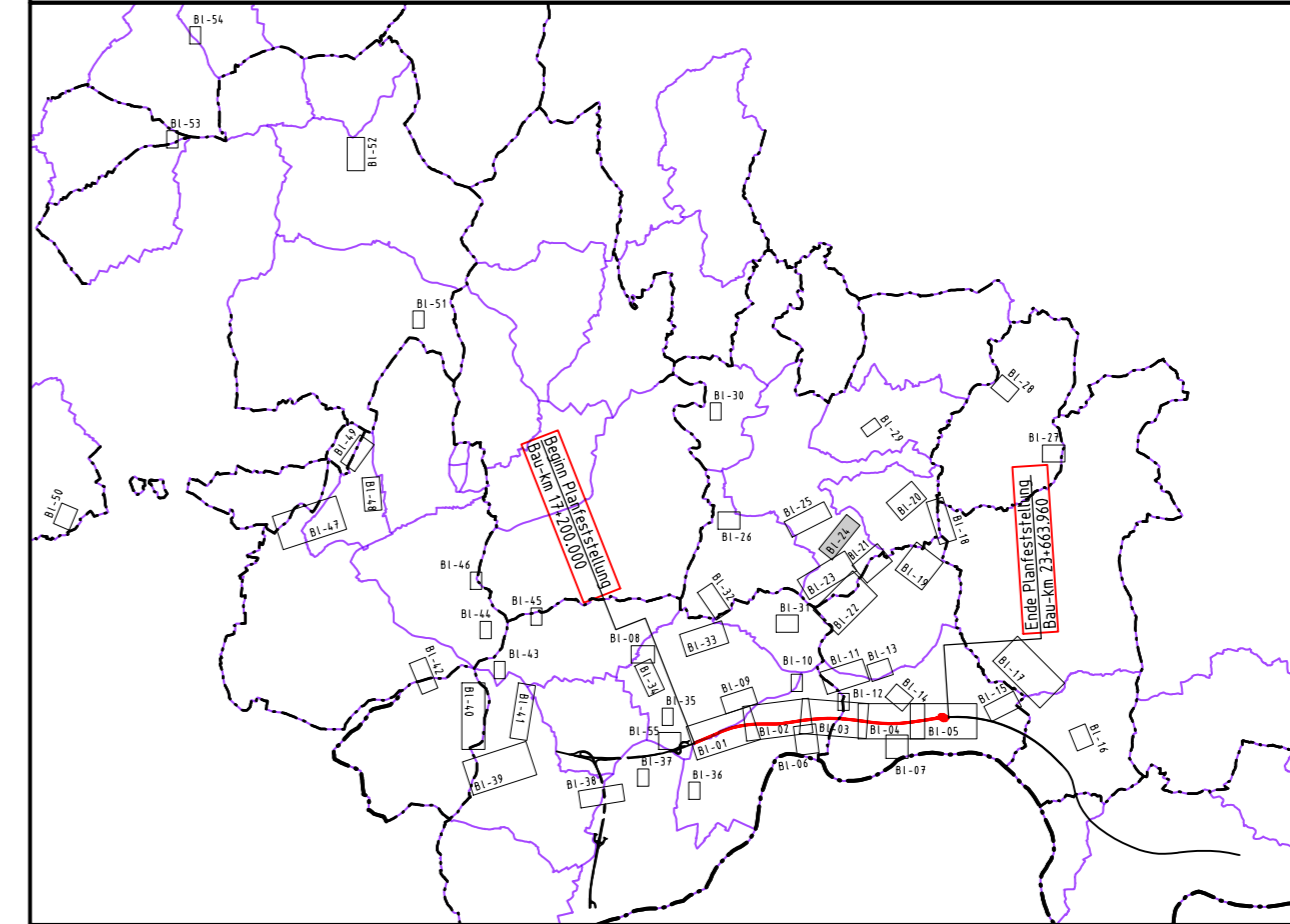 Bl-54
Bl-53
Bl-52
Bl-51
Bl-28
Bl-30
Bl-29
Bl-27
Bl-49
Bl-48
Bl-50
Bl-47
Beginn Planfeststellung
Bau-km 17+200.000
Ende Planfeststellung
Bau-km 23+663.960
Bl-20
Bl-25
Bl-18
Bl-26
Bl-24
Bl-21
Bl-19
Bl-23
Bl-22
Bl-46
Bl-45
Bl-44
Bl-32
Bl-31
Bl-33
Bl-08
Bl-43
Bl-42
Bl-34
Bl-10
Bl-11
Bl-13
Bl-17
Bl-09
Bl-12
Bl-14
Bl-15
Bl-40
Bl-41
Bl-35
Bl-55
Bl-01
Bl-02
Bl-03
Bl-04
Bl-05
Bl-16
Bl-06
Bl-07
Bl-39
Bl-38
Bl-37
Bl-36